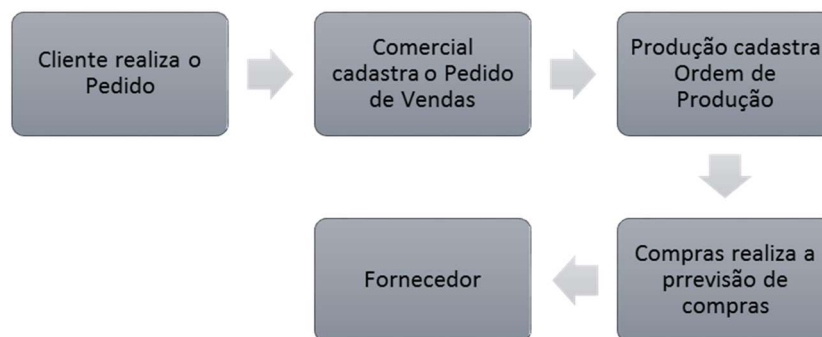 Cliente realiza o
Pedido
Comercial
cadastra o Pedido
de Vendas
Produção cadastra
Ordem de
Produção
Compras realiza a
prrevisão de
compras
Fornecedor